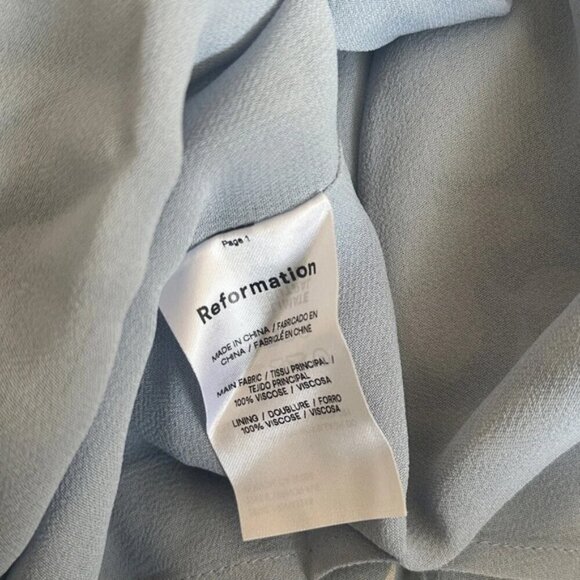 Page 1
Reformation
MADE IN CHINA / FABRICADO EN
CHINA / FABRIQUÉ EN CHINE
MAIN FABRIC / TISSU PRINCIPAL /
TEJIDO PRINCIPAL
100% VISCOSE / VISCOSA
LINING / DOUBLURE / FORRO
100% VISCOSE / VISCOSA